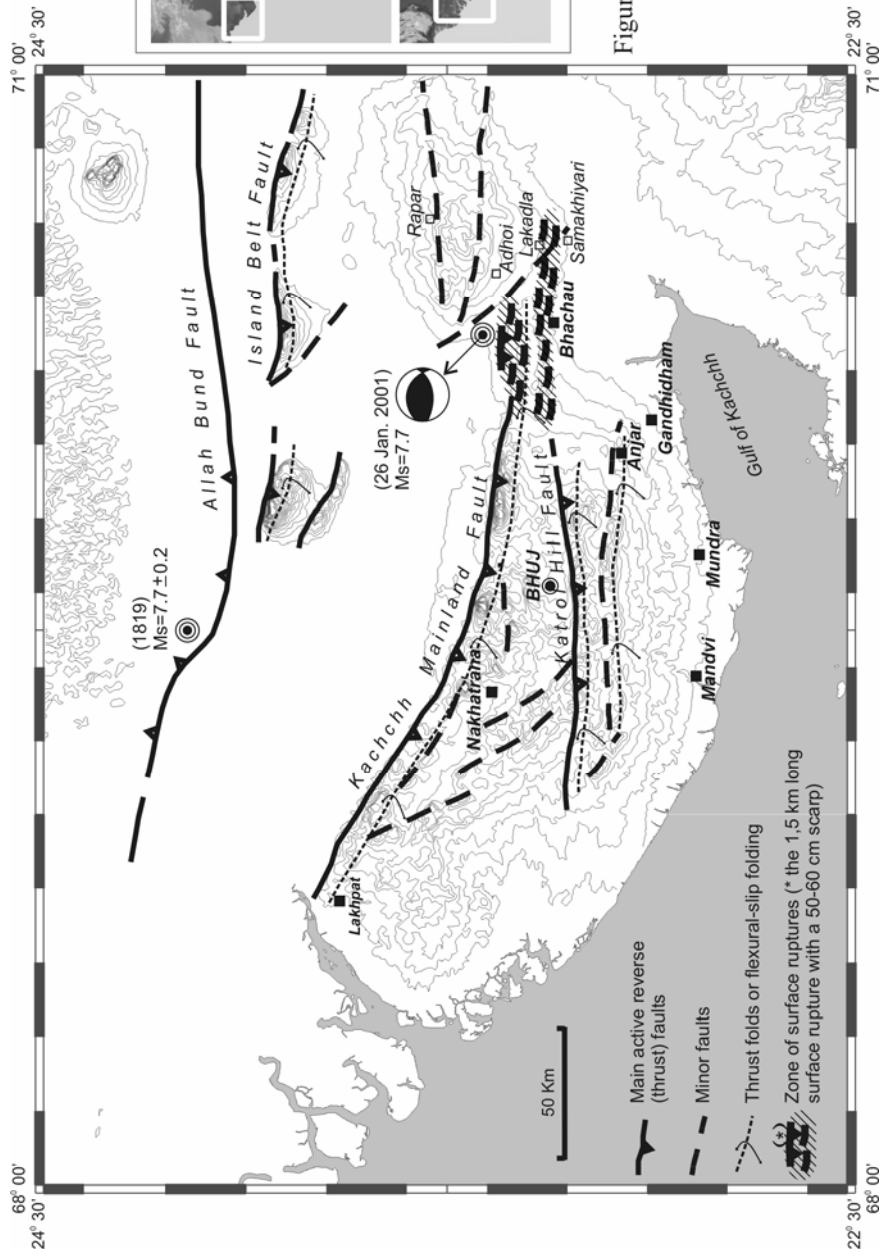 68° 00'
71° 00'
24° 30'
24° 30'
(1819)
Ms=7.7±0.2
Allah Bund Fault
Island Belt Fault
(26 Jan. 2001)
Ms=7.7
Rapar
Adhoi
Lakadla
Samakhiyari
Bhachau
Lakhpat
Kachchh Mainland Fault
Nakhatrana
BHUJ
Katrol Hill Fault
Anjar
Gandhidham
Mandvi
Mundra
Gulf of Kachchh
50 Km
Main active reverse
(thrust) faults
Minor faults
Thrust folds or flexural-slip folding
(*)
Zone of surface ruptures (* the 1,5 km long
surface rupture with a 50-60 cm scarp)
22° 30'
22° 30'
68° 00'
71° 00'
Figur